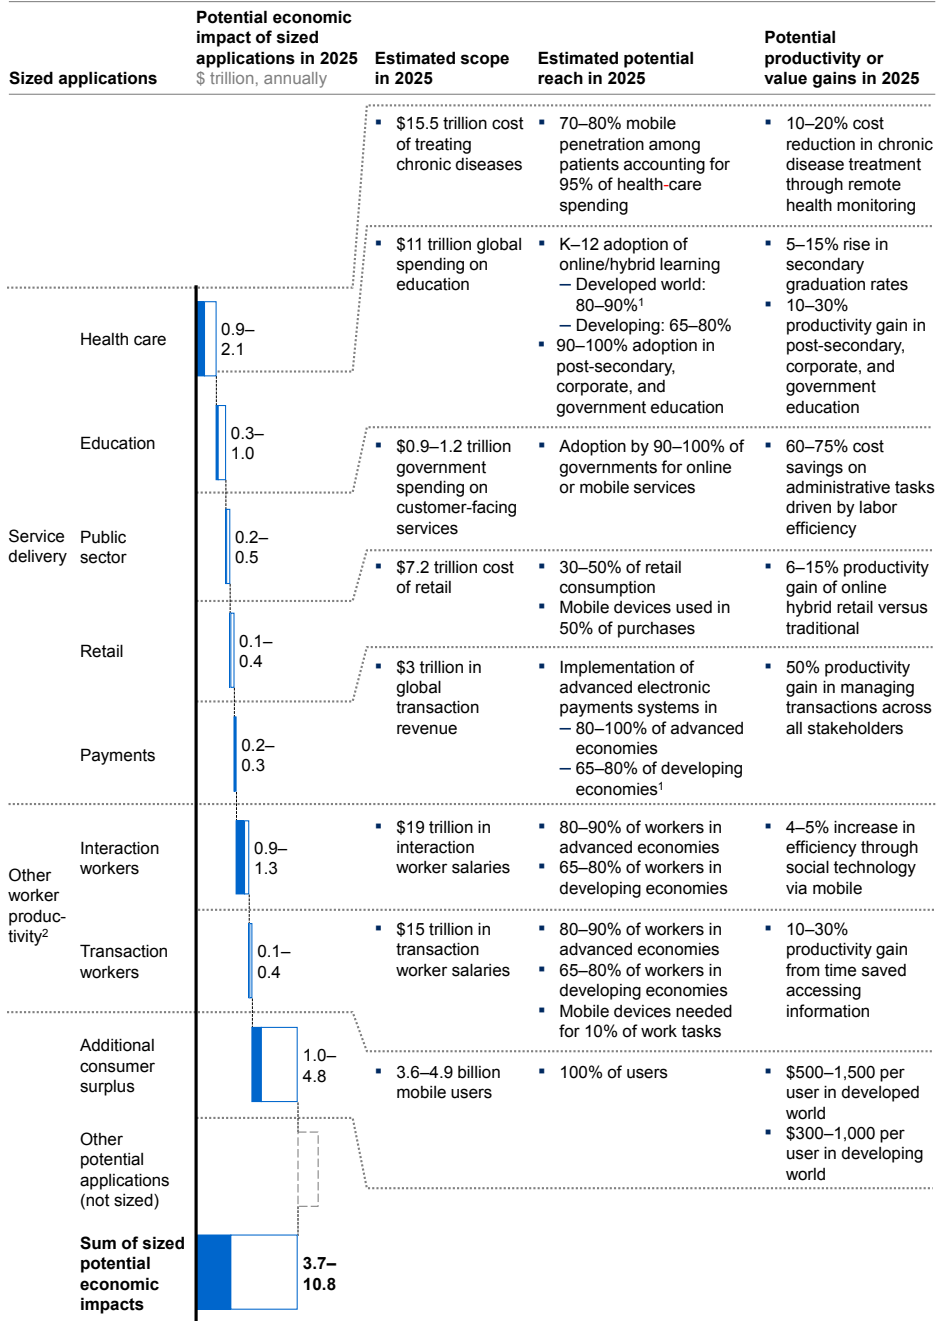 Sized applications
Potential economic
impact of sized
applications in 2025
$ trillion, annually
Estimated scope
in 2025
Estimated potential
reach in 2025
Potential
productivity or
value gains in 2025
Service
delivery
Health care
0.9–
2.1
▪ $15.5 trillion cost
of treating
chronic diseases
▪ 70–80% mobile
penetration among
patients accounting for
95% of health-care
spending
▪ 10–20% cost
reduction in chronic
disease treatment
through remote
health monitoring
Education
0.3–
1.0
▪ $11 trillion global
spending on
education
▪ K–12 adoption of
online/hybrid learning
– Developed world:
80–90%¹
– Developing: 65–80%
▪ 90–100% adoption in
post-secondary,
corporate, and
government education
▪ 5–15% rise in
secondary
graduation rates
▪ 10–30%
productivity gain in
post-secondary,
corporate, and
government
education
Public
sector
0.2–
0.5
▪ $0.9–1.2 trillion
government
spending on
customer-facing
services
▪ Adoption by 90–100% of
governments for online
or mobile services
▪ 60–75% cost
savings on
administrative tasks
driven by labor
efficiency
Retail
0.1–
0.4
▪ $7.2 trillion cost
of retail
▪ 30–50% of retail
consumption
▪ Mobile devices used in
50% of purchases
▪ 6–15% productivity
gain of online
hybrid retail versus
traditional
Payments
0.2–
0.3
▪ $3 trillion in
global
transaction
revenue
▪ Implementation of
advanced electronic
payments systems in
– 80–100% of advanced
economies
– 65–80% of developing
economies¹
▪ 50% productivity
gain in managing
transactions across
all stakeholders
Other
worker
produc-
tivity²
Interaction
workers
0.9–
1.3
▪ $19 trillion in
interaction
worker salaries
▪ 80–90% of workers in
advanced economies
▪ 65–80% of workers in
developing economies
▪ 4–5% increase in
efficiency through
social technology
via mobile
Transaction
workers
0.1–
0.4
▪ $15 trillion in
transaction
worker salaries
▪ 80–90% of workers in
advanced economies
▪ 65–80% of workers in
developing economies
▪ Mobile devices needed
for 10% of work tasks
▪ 10–30%
productivity gain
from time saved
accessing
information
Additional
consumer
surplus
1.0–
4.8
▪ 3.6–4.9 billion
mobile users
▪ 100% of users
▪ $500–1,500 per
user in developed
world
▪ $300–1,000 per
user in developing
world
Other
potential
applications
(not sized)
Sum of sized
potential
economic
impacts
3.7–
10.8